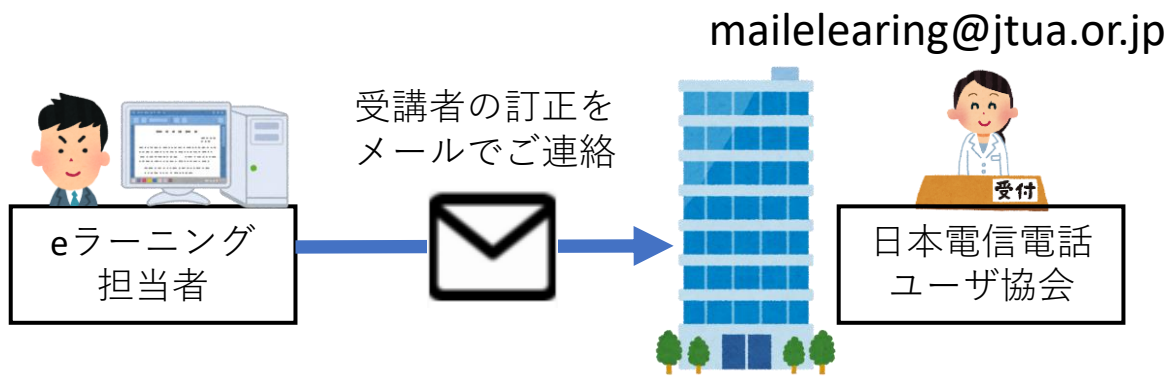 mailelearing@jtua.or.jp
受講者の訂正を
メールでご連絡
受付
eラーニング
担当者
日本電信電話
ユーザ協会